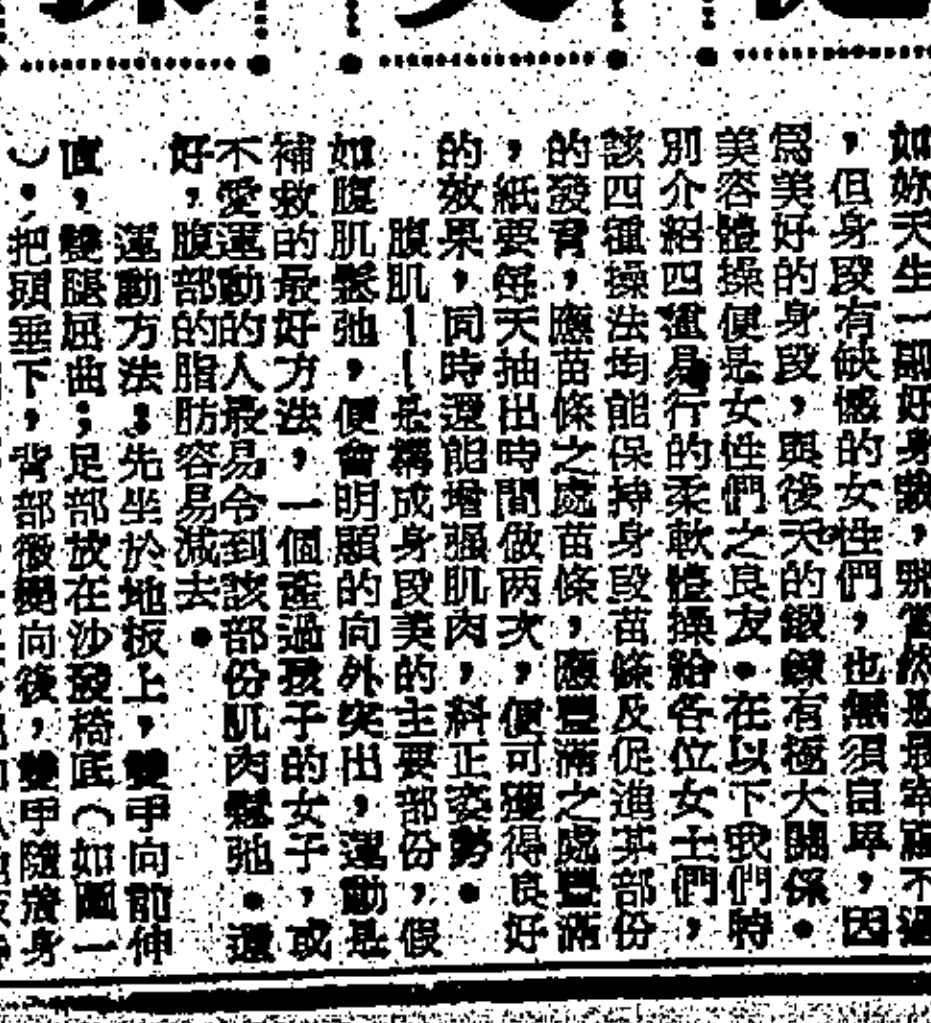 如妳天生一副好身段，那當然是最幸福不過
，但身段有缺憾的女性們，也無須自卑，因
爲美好的身段，與後天的鍛鍊有極大關係。
美容體操便是女性們之良友。在以下我們特
別介紹四種易行的柔軟體操給各位女士們，
該四種操法均能保持身段苗條及促進某部份
的發育，應苗條之處苗條，應豐滿之處豐滿
，祇要每天抽出時間做两次，便可獲得良好
的效果，同時還能增强肌肉，糾正姿勢。
腹肌——是構成身段美的主要部份，假
如腹肌鬆弛，便會明顯的向外突出，運動是
補救的最好方法，一個產過孩子的女子，或
不愛運動的人最易令到該部份肌肉鬆弛。還
好，腹部的脂肪容易減去。
運動方法：先坐於地板上，雙手向前伸
直，雙腿屈曲；足部放在沙發椅底（如圖一
），把頭垂下，背部微變向後，雙手隨着身